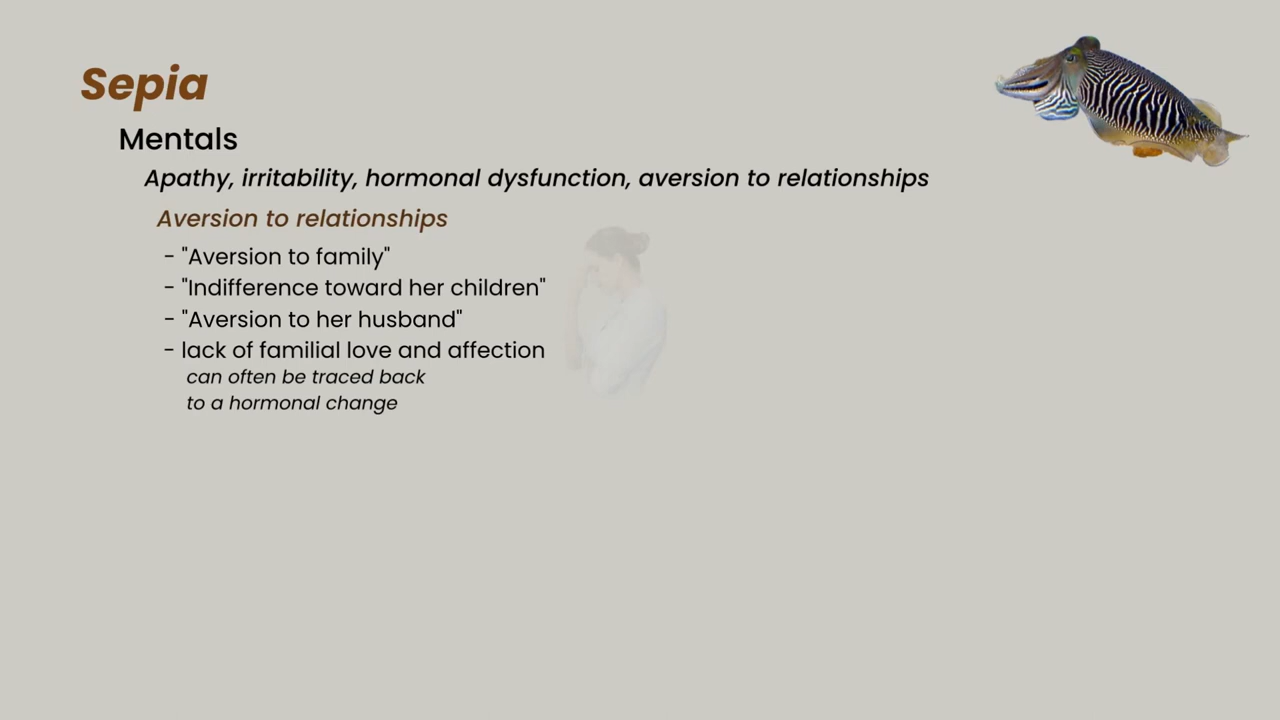 Sepia
Mentals
Apathy, irritability, hormonal dysfunction, aversion to relationships
Aversion to relationships
- "Aversion to family"
- "Indifference toward her children"
- "Aversion to her husband"
- lack of familial love and affection
can often be traced back
to a hormonal change